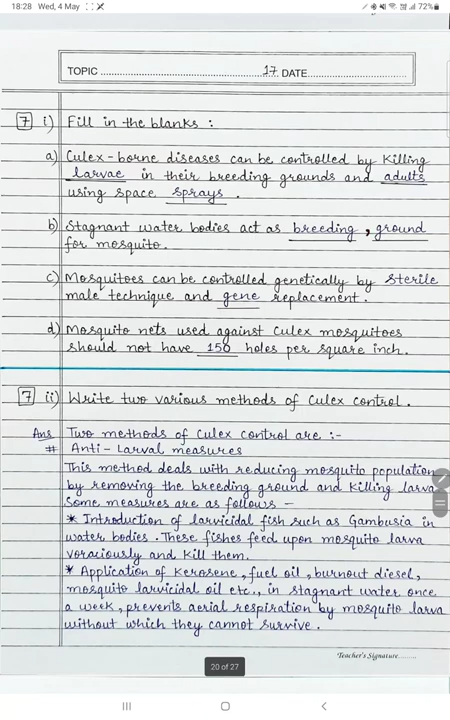 18:28 Wed, 4 May
72%
TOPIC ........................................................ 17 DATE........................................
7 i) Fill in the blanks :
a) Culex-borne diseases can be controlled by Killing
larvae in their breeding grounds and adults
using space sprays .
b) Stagnant water bodies act as breeding , ground
for mosquito.
c) Mosquitoes can be controlled genetically by sterile
male technique and gene replacement .
d) Mosquito nets used against Culex mosquitoes
should not have 150 holes per square inch.
7 ii) Write two various methods of Culex control .
Ans Two methods of Culex control are :-
# Anti-Larval measures
This method deals with reducing mosquito population
by removing the breeding ground and Killing larva
Some measures are as follows -
* Introduction of larvicidal fish such as Gambusia in
water bodies . These fishes feed upon mosquito larva
voraciously and Kill them.
* Application of Kerosene, fuel oil, burnout diesel,
mosquito larvicidal oil etc., in stagnant water once
a week, prevents aerial respiration by mosquito larva
without which they cannot survive .
Teacher's Signature.........
20 of 27